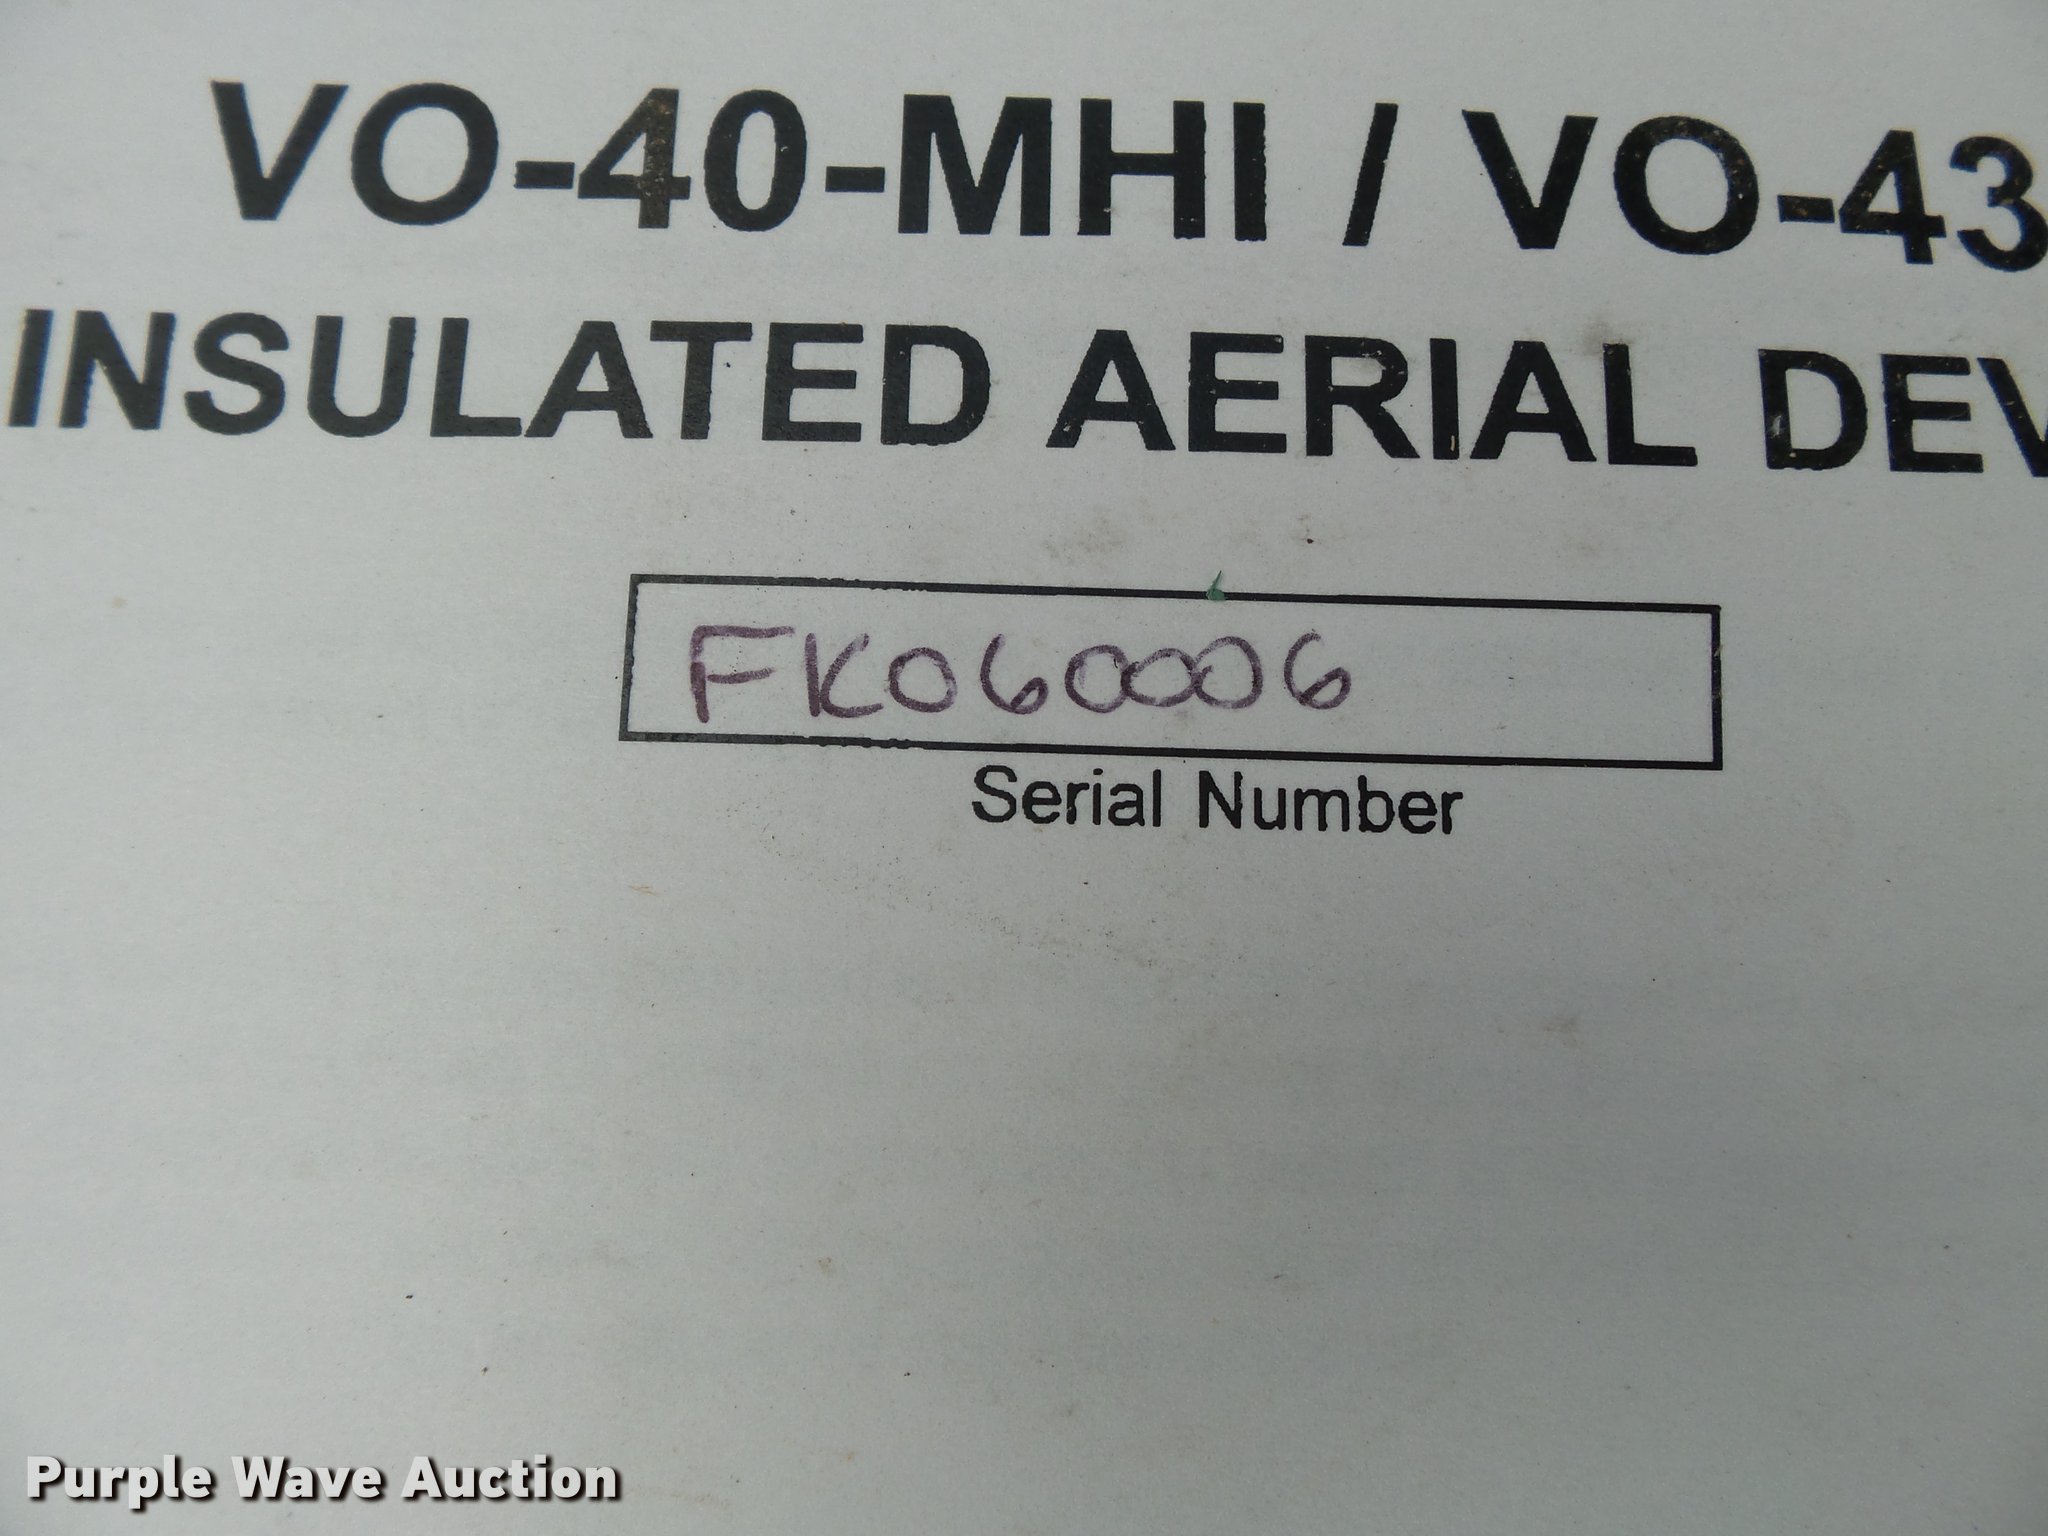 VO-40-MHI / VO-43
INSULATED AERIAL DEV
FK060006
Serial Number
Purple Wave Auction